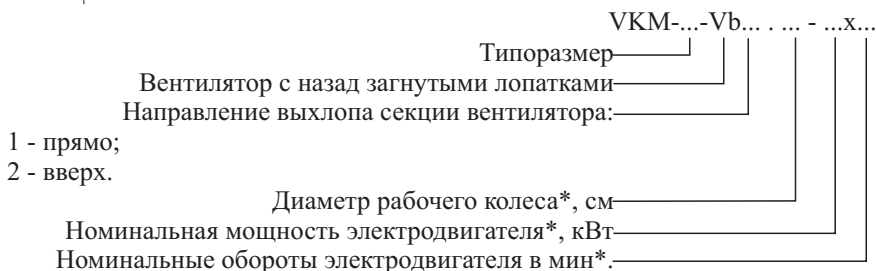 VKM-...-Vb... . ... - ...x...
Типоразмер
Вентилятор с назад загнутыми лопатками
Направление выхлопа секции вентилятора:
1 - прямо;
2 - вверх.
Диаметр рабочего колеса*, см
Номинальная мощность электродвигателя*, кВт
Номинальные обороты электродвигателя в мин*.